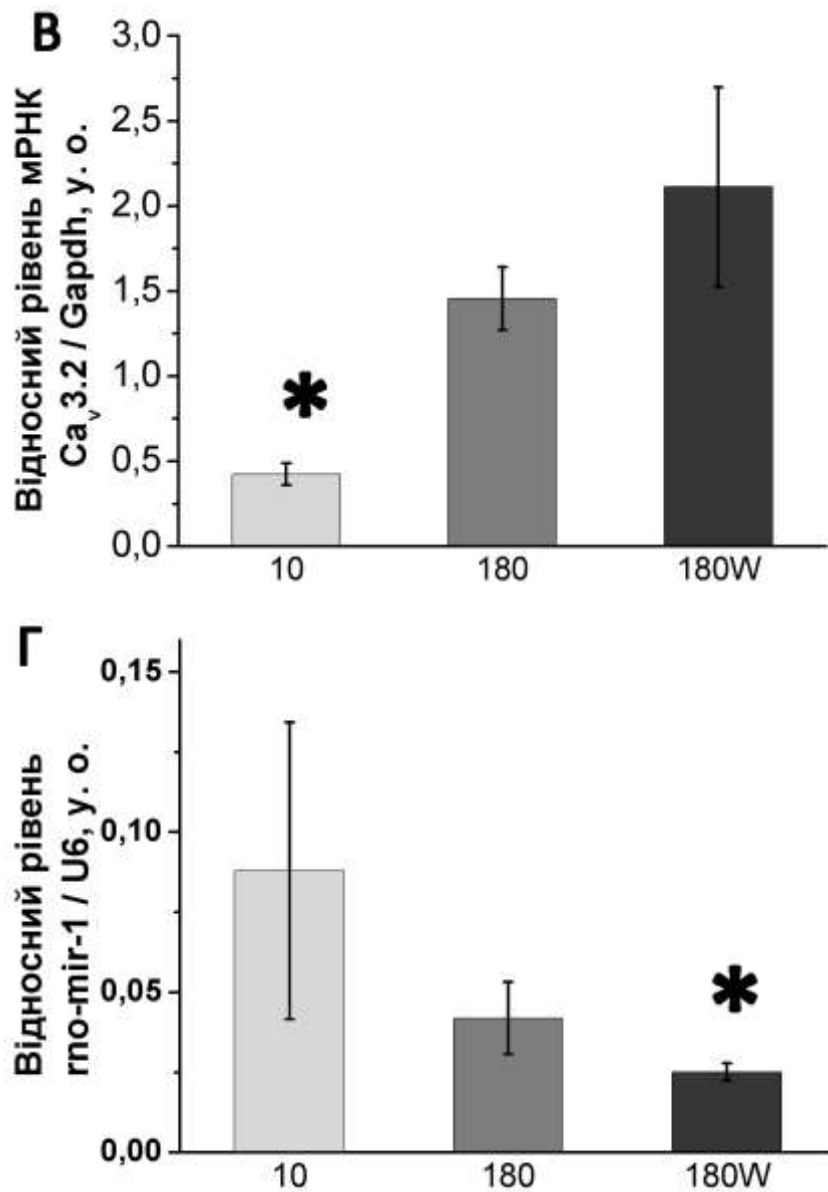 В
Відносний рівень мРНК
Caᵥ3.2 / Gapdh, у. о.
3,0
2,5
2,0
1,5
1,0
0,5
0,0
*
10 180 180W
Г
Відносний рівень
rno-mir-1 / U6, у. о.
0,15
0,10
0,05
0,00
*
10 180 180W